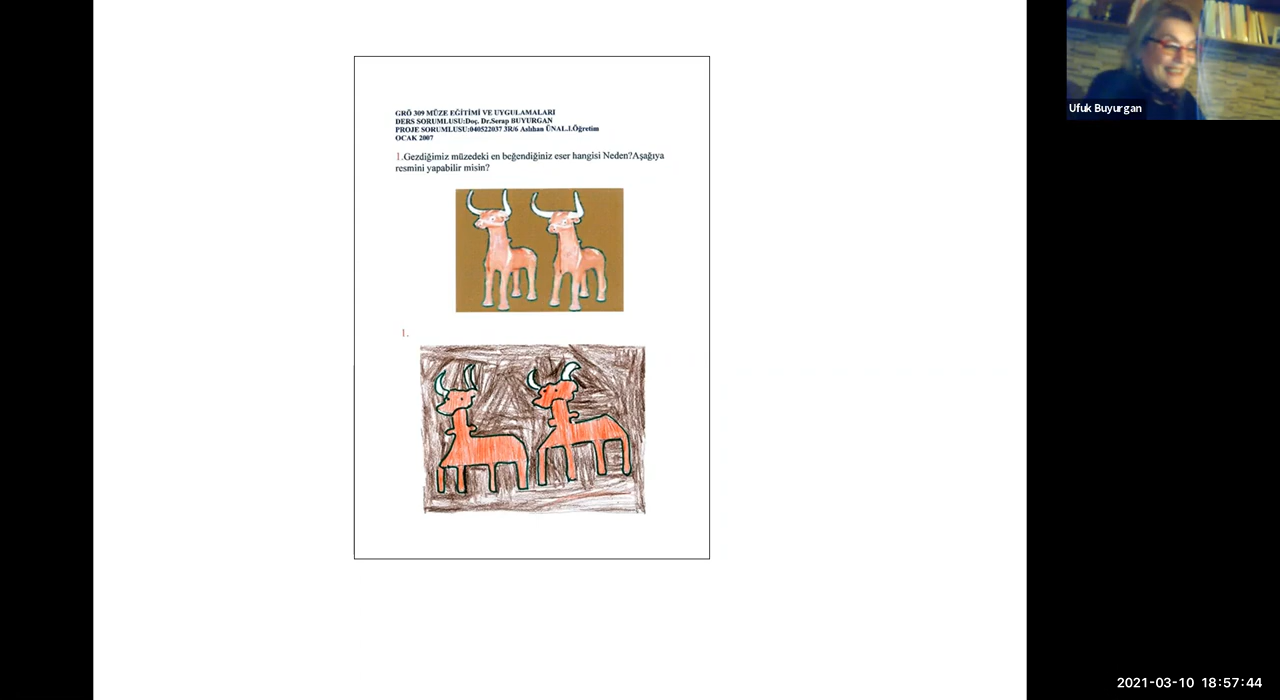 GRÖ 309 MÜZE EĞİTİMİ VE UYGULAMALARI
DERS SORUMLUSU:Doç. Dr.Serap BUYURGAN
PROJE SORUMLUSU:040522037 3R/6 Aslıhan ÜNAL.I.Öğretim
OCAK 2007
1.Gezdiğimiz müzedeki en beğendiğiniz eser hangisi Neden?Aşağıya
resmini yapabilir misin?
1.
Ufuk Buyurgan
2021-03-10 18:57:44